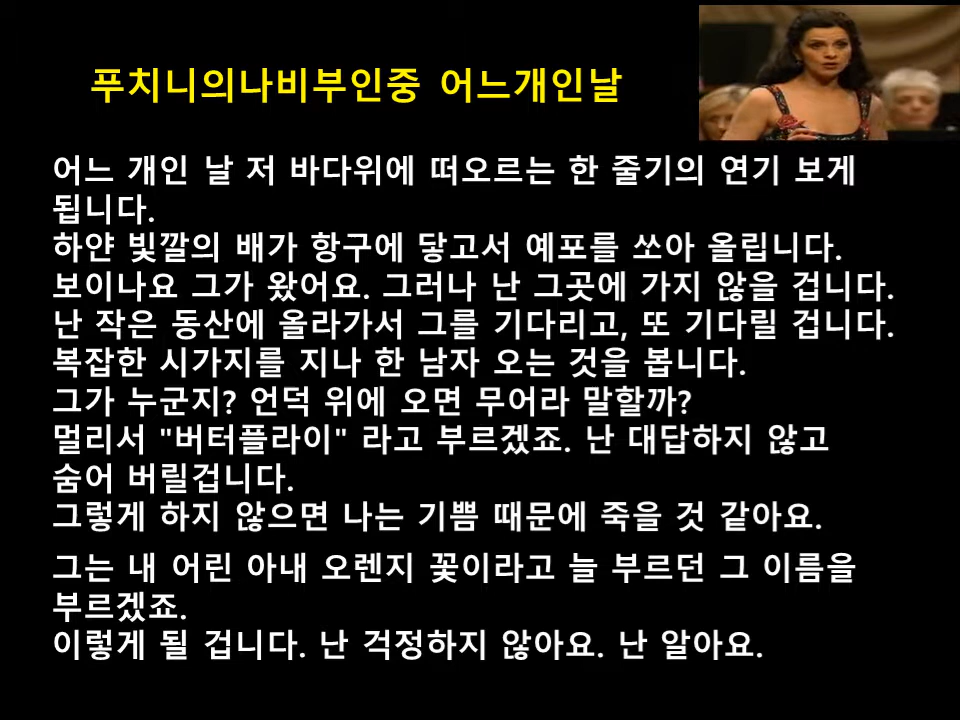 푸치니의나비부인중 어느개인날
어느 개인 날 저 바다위에 떠오르는 한 줄기의 연기 보게
됩니다.
하얀 빛깔의 배가 항구에 닿고서 예포를 쏘아 올립니다.
보이나요 그가 왔어요. 그러나 난 그곳에 가지 않을 겁니다.
난 작은 동산에 올라가서 그를 기다리고, 또 기다릴 겁니다.
복잡한 시가지를 지나 한 남자 오는 것을 봅니다.
그가 누군지? 언덕 위에 오면 무어라 말할까?
멀리서 "버터플라이" 라고 부르겠죠. 난 대답하지 않고
숨어 버릴겁니다.
그렇게 하지 않으면 나는 기쁨 때문에 죽을 것 같아요.
그는 내 어린 아내 오렌지 꽃이라고 늘 부르던 그 이름을
부르겠죠.
이렇게 될 겁니다. 난 걱정하지 않아요. 난 알아요.